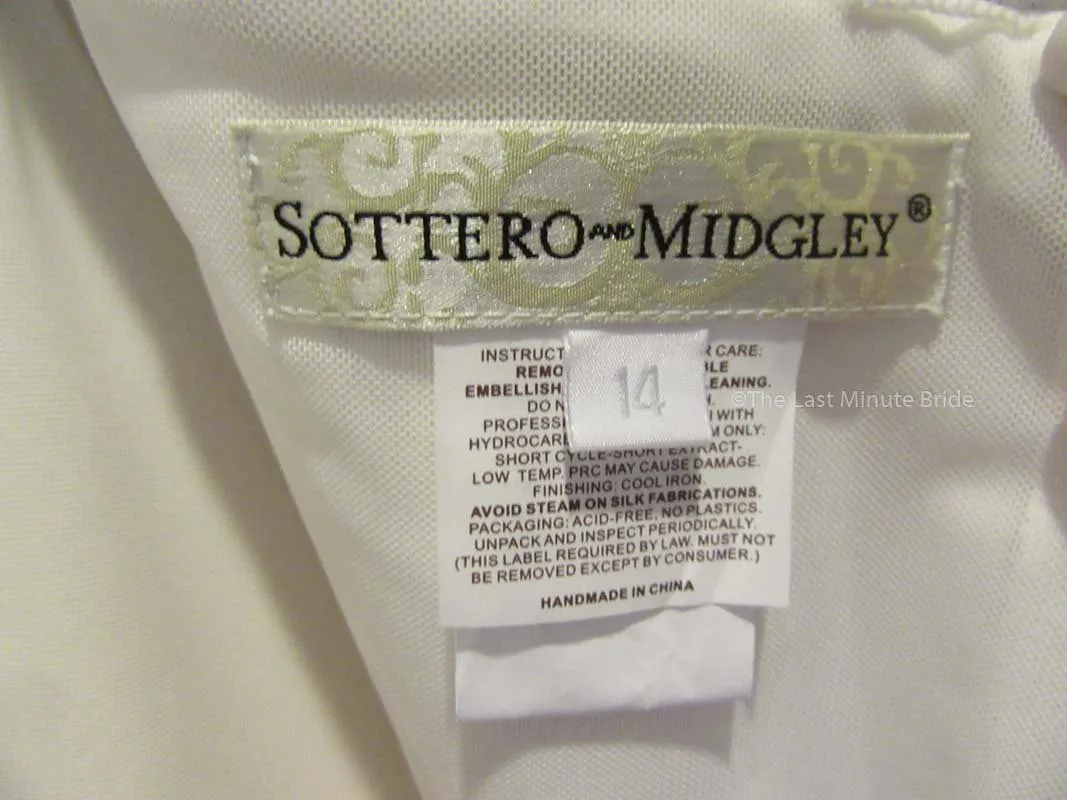 SOTTERO AND MIDGLEY®
14
INSTRUCT R CARE:
REMO BLE
EMBELLISH LEANING.
DO N
PROFESS WITH
HYDROCAR M ONLY:
SHORT CYCLE-SHORT EXTRACT-
LOW TEMP. PRC MAY CAUSE DAMAGE.
FINISHING: COOL IRON.
AVOID STEAM ON SILK FABRICATIONS.
PACKAGING: ACID-FREE, NO PLASTICS.
UNPACK AND INSPECT PERIODICALLY.
(THIS LABEL REQUIRED BY LAW. MUST NOT
BE REMOVED EXCEPT BY CONSUMER.)
HANDMADE IN CHINA
©The Last Minute Bride